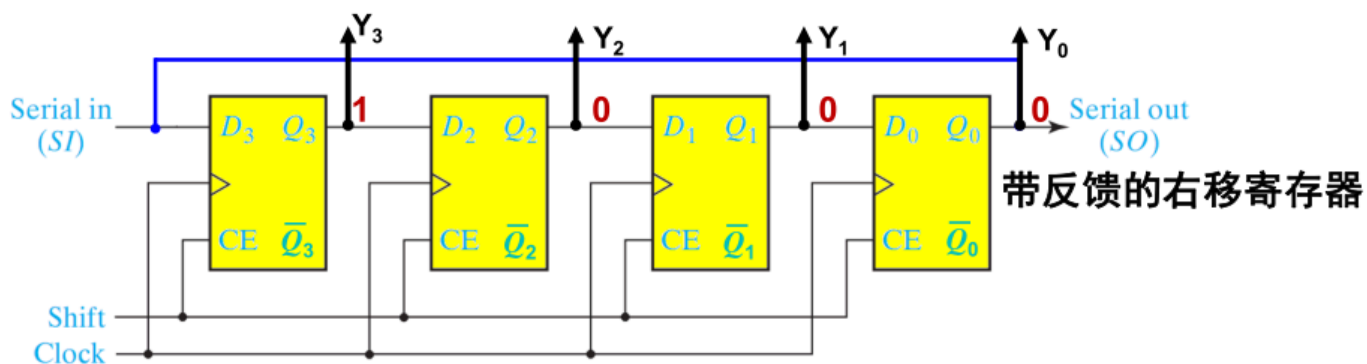 Y3 Y2 Y1 Y0
Serial in
(SI)
D3 Q3 1
D2 Q2 0
D1 Q1 0
D0 Q0 0
Serial out
(SO)
带反馈的右移寄存器
CE Q̅3
CE Q̅2
CE Q̅1
CE Q̅0
Shift
Clock